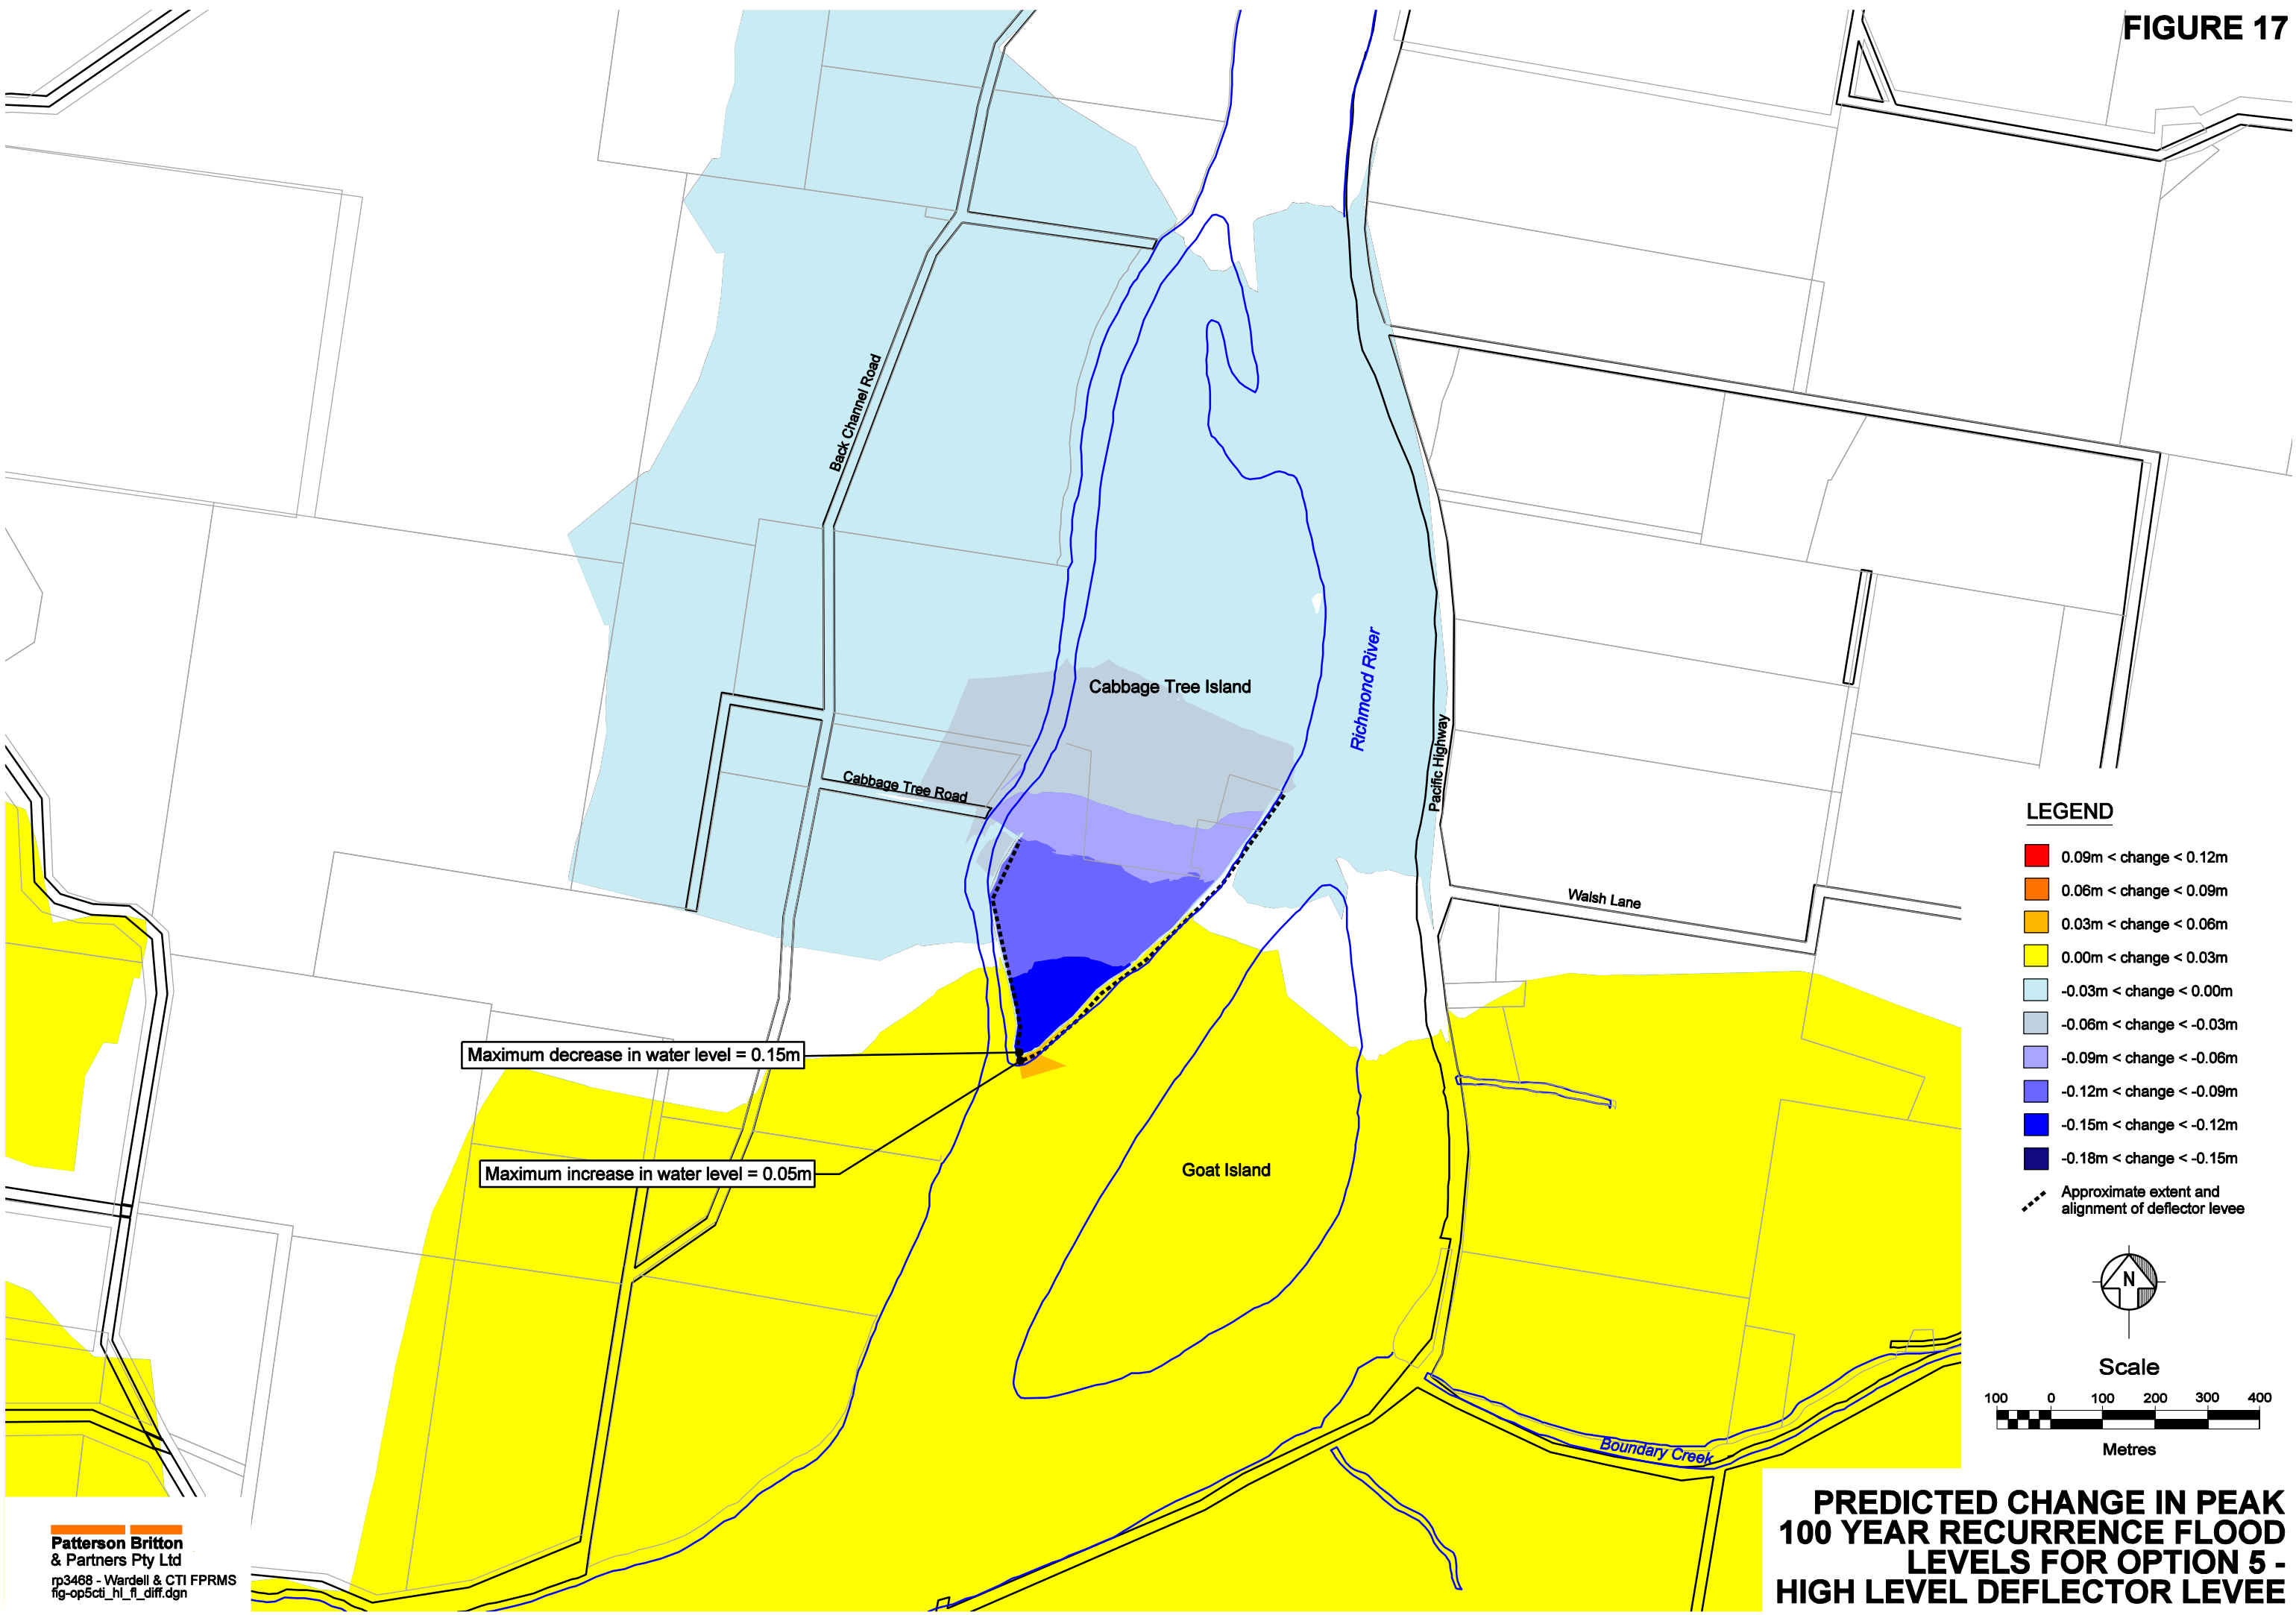 FIGURE 17
Back Channel Road
Cabbage Tree Island
Richmond River
Pacific Highway
Cabbage Tree Road
Walsh Lane
Maximum decrease in water level = 0.15m
Maximum increase in water level = 0.05m
Goat Island
Boundary Creek
LEGEND
0.09m < change < 0.12m
0.06m < change < 0.09m
0.03m < change < 0.06m
0.00m < change < 0.03m
-0.03m < change < 0.00m
-0.06m < change < -0.03m
-0.09m < change < -0.06m
-0.12m < change < -0.09m
-0.15m < change < -0.12m
-0.18m < change < -0.15m
Approximate extent and
alignment of deflector levee
N
Scale
100 0 100 200 300 400
Metres
Patterson Britton
& Partners Pty Ltd
rp3468 - Wardell & CTI FPRMS
fig-op5cti_hl_fl_diff.dgn
PREDICTED CHANGE IN PEAK
100 YEAR RECURRENCE FLOOD
LEVELS FOR OPTION 5 -
HIGH LEVEL DEFLECTOR LEVEE